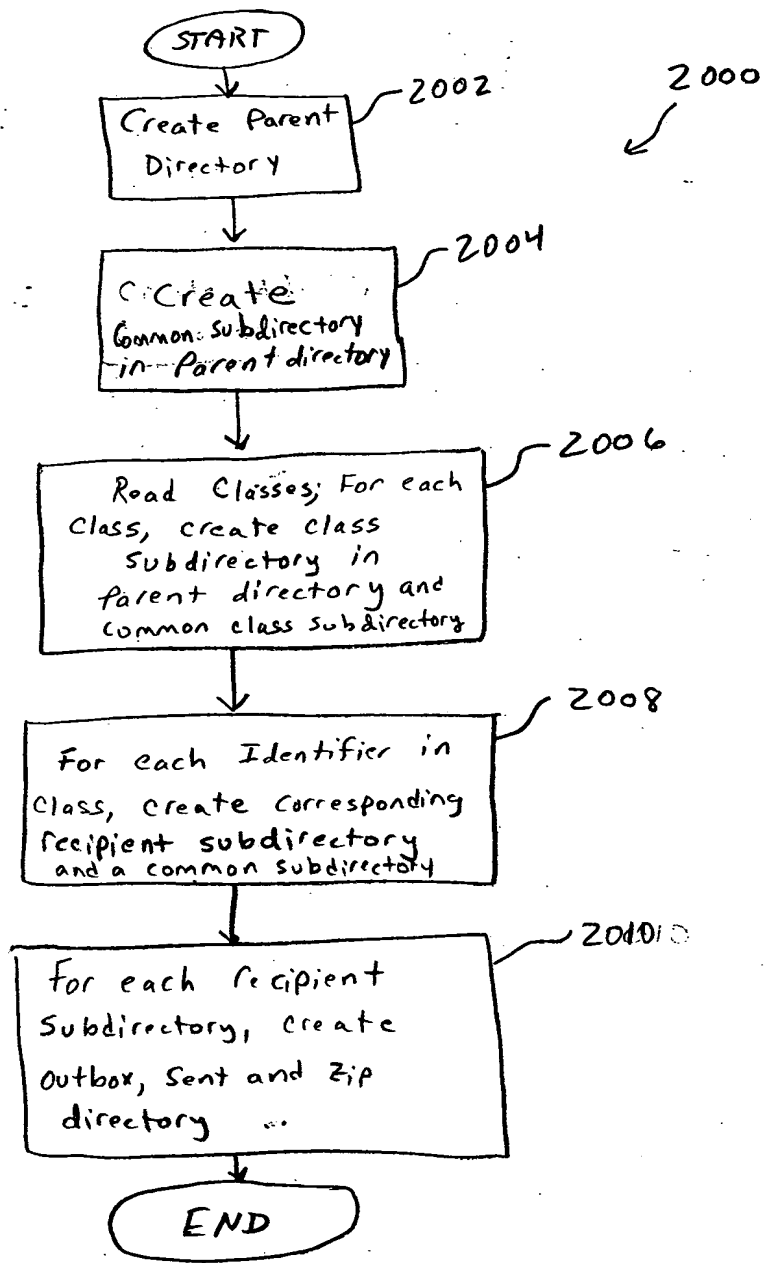 START
2000
2002
Create Parent
Directory
2004
Create
Common subdirectory
in Parent directory
2006
Read Classes; For each
Class, create class
Subdirectory in
Parent directory and
common class subdirectory
2008
For each Identifier in
Class, create corresponding
recipient subdirectory
and a common subdirectory
For each recipient
Subdirectory, create
outbox, Sent and Zip
directory
END